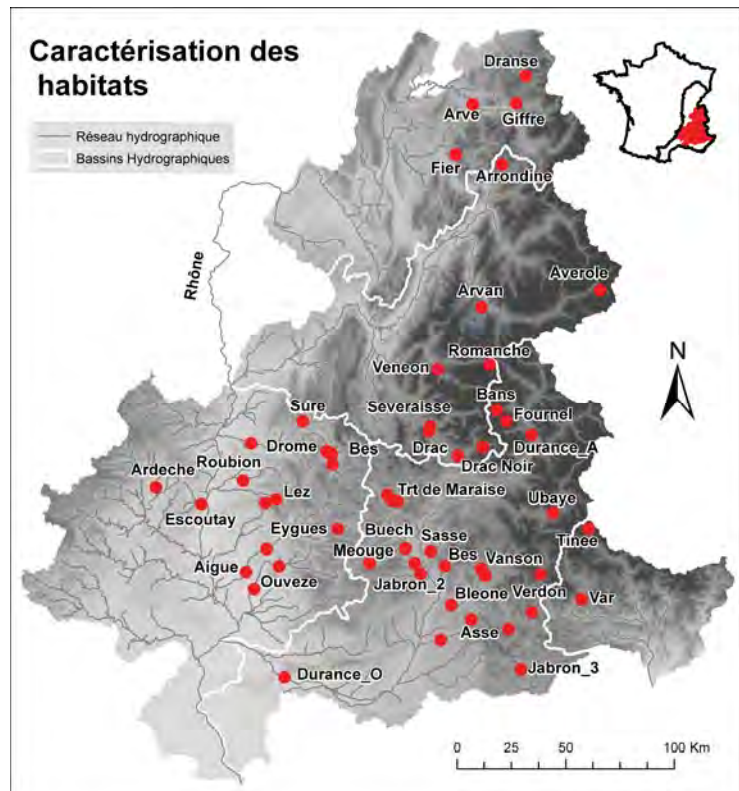 Caractérisation des
habitats
Réseau hydrographique
Bassins Hydrographiques
Rhône
Dranse
Arve
Giffre
Fier
Arrondine
Averole
Arvan
Romanche
Veneon
Bans
Severaisse
Fournel
Sure
Drac
Durance_A
Drome
Bes
Drac Noir
Roubion
Ardeche
Lez
Trt de Maraise
Ubaye
Escoutay
Eygues
Buech
Sasse
Tinee
Meouge
Bes
Vanson
Aigue
Jabron_2
Ouveze
Bleone
Verdon
Var
Asse
Durance_O
Jabron_3
N
0 25 50 100 Km